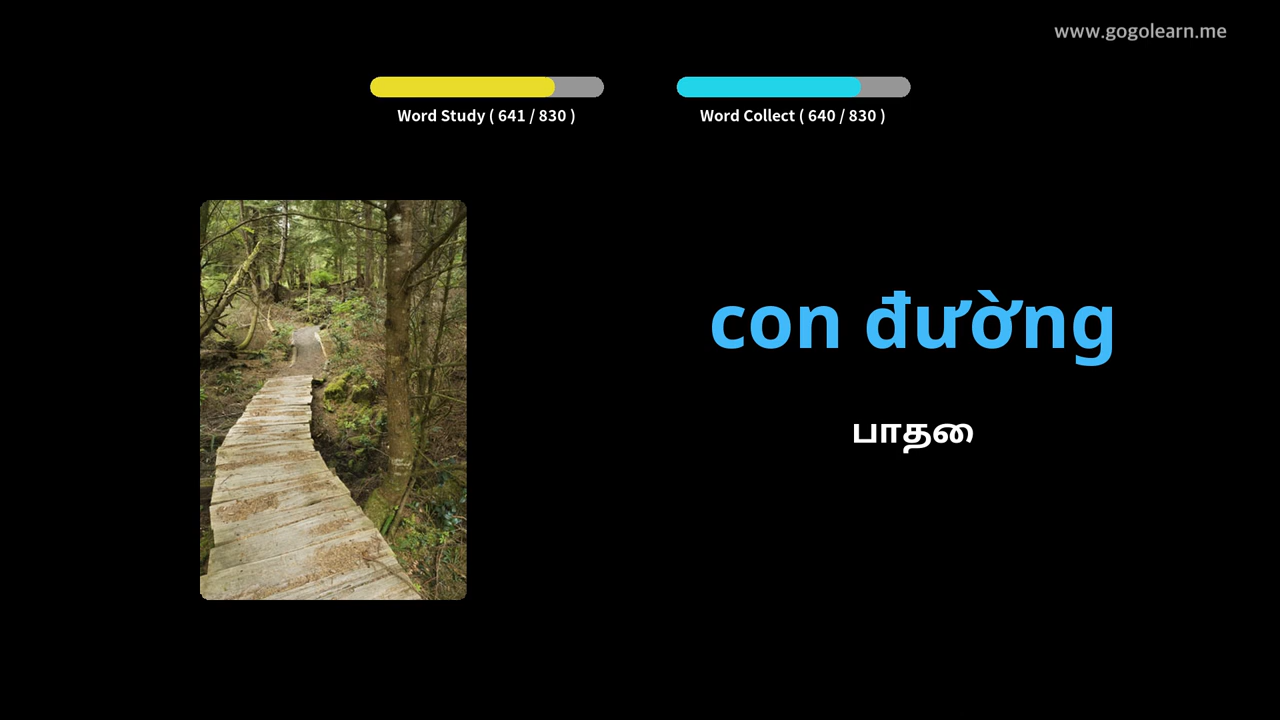 www.gogolearn.me
Word Study ( 641 / 830 )
Word Collect ( 640 / 830 )
con đường
பாதை